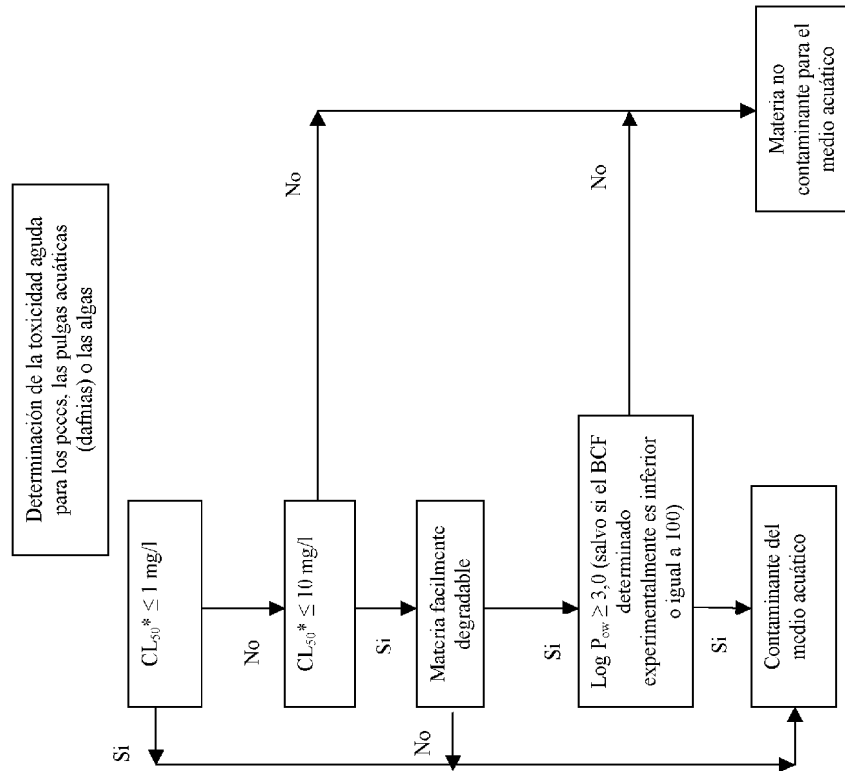 Determinación de la toxicidad aguda
para los peces, las pulgas acuáticas
(dafnias) o las algas
CL₅₀* ≤ 1 mg/l
Si
No
CL₅₀* ≤ 10 mg/l
No
Si
Materia facilmente
degradable
No
Si
Log Pow ≥ 3,0 (salvo si el BCF
determinado
experimentalmente es inferior
o igual a 100)
No
Si
Contaminante del
medio acuático
Materia no
contaminante para el
medio acuático